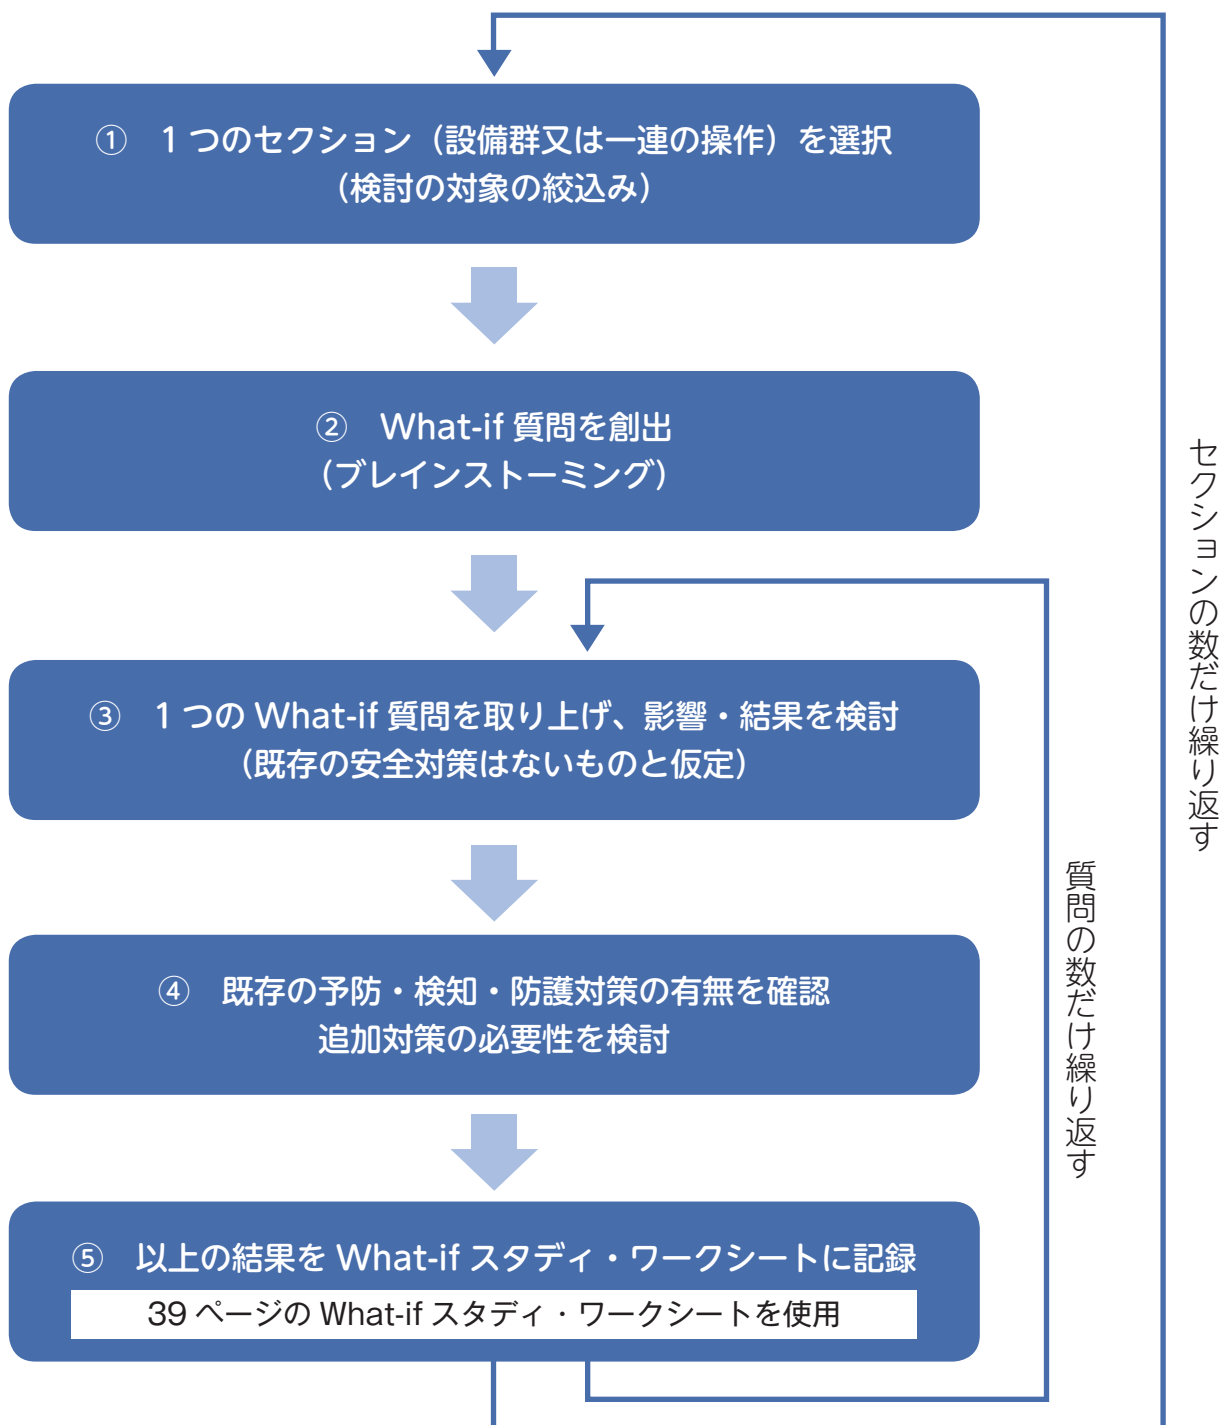 ① 1つのセクション（設備群又は一連の操作）を選択
（検討の対象の絞込み）
② What-if 質問を創出
（ブレインストーミング）
③ 1つの What-if 質問を取り上げ、影響・結果を検討
（既存の安全対策はないものと仮定）
④ 既存の予防・検知・防護対策の有無を確認
追加対策の必要性を検討
⑤ 以上の結果を What-if スタディ・ワークシートに記録
39 ページの What-if スタディ・ワークシートを使用
質問の数だけ繰り返す
セクションの数だけ繰り返す